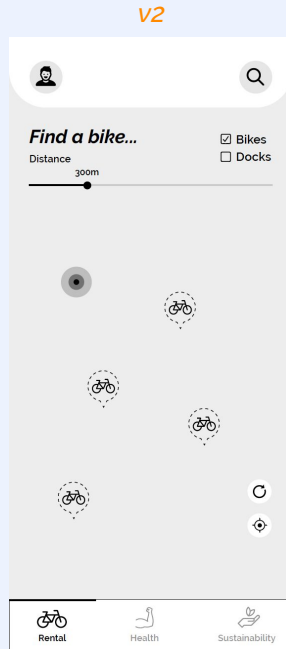 V2
Find a bike...
Bikes
Distance
Docks
300m
Rental
Health
Sustainability